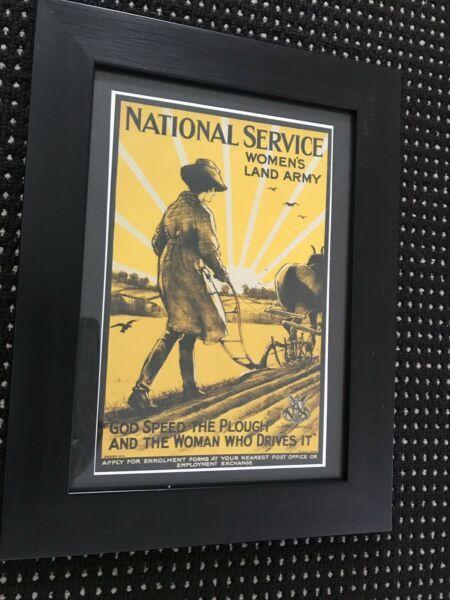 NATIONAL SERVICE
WOMEN'S
LAND ARMY
"GOD SPEED THE PLOUGH
AND THE WOMAN WHO DRIVES IT"
APPLY FOR ENROLMENT FORMS AT YOUR NEAREST POST OFFICE OR
EMPLOYMENT EXCHANGE